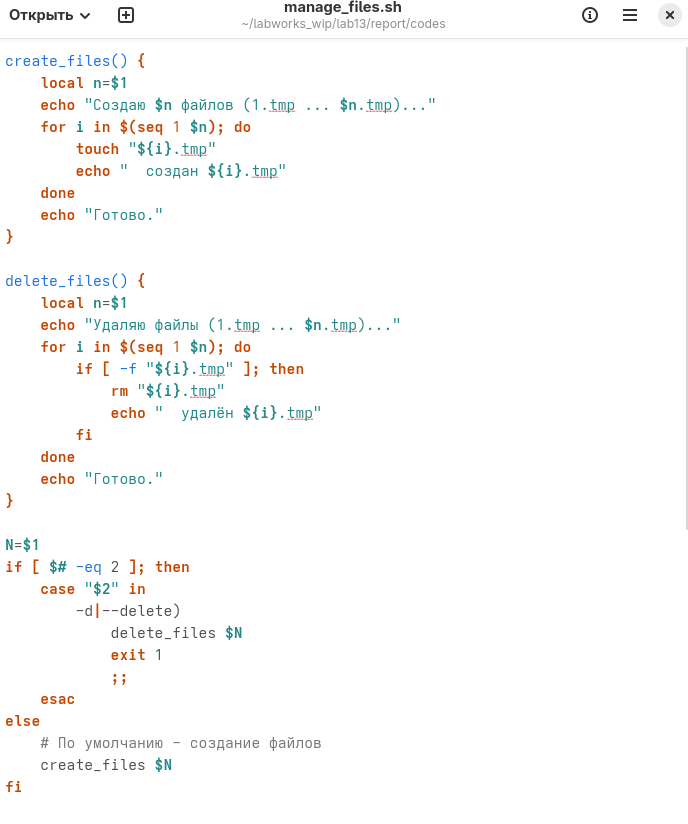 Открыть
manage_files.sh
~/labworks_wip/lab13/report/codes
create_files() {
    local n=$1
    echo "Создаю $n файлов (1.tmp ... $n.tmp)..."
    for i in $(seq 1 $n); do
        touch "${i}.tmp"
        echo "  создан ${i}.tmp"
    done
    echo "Готово."
}

delete_files() {
    local n=$1
    echo "Удаляю файлы (1.tmp ... $n.tmp)..."
    for i in $(seq 1 $n); do
        if [ -f "${i}.tmp" ]; then
            rm "${i}.tmp"
            echo "  удалён ${i}.tmp"
        fi
    done
    echo "Готово."
}

N=$1
if [ $# -eq 2 ]; then
    case "$2" in
        -d|--delete)
            delete_files $N
            exit 1
            ;;
    esac
else
    # По умолчанию - создание файлов
    create_files $N
fi